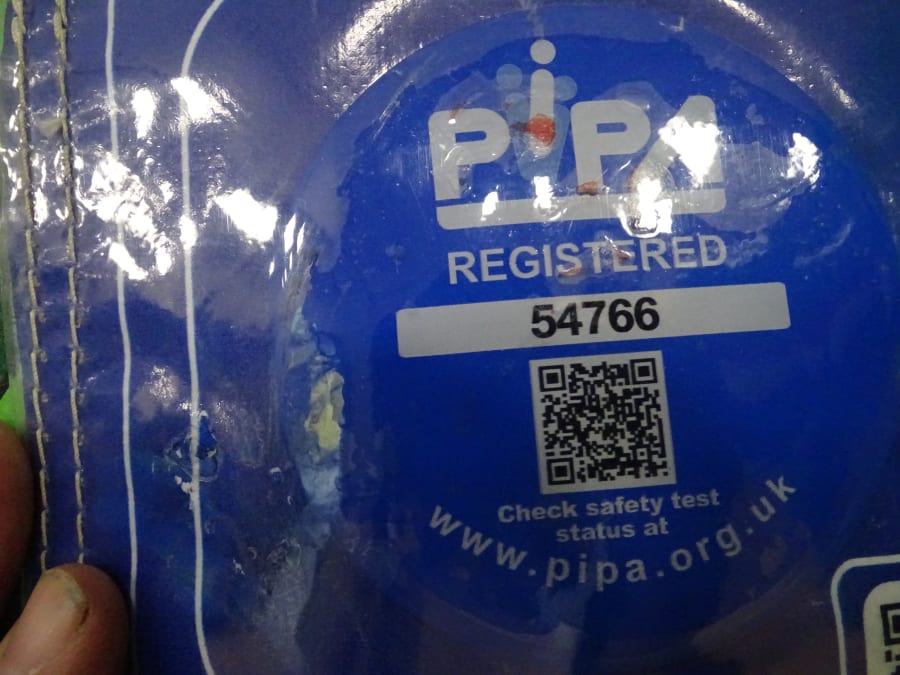 PiPA
REGISTERED
54766
Check safety test
status at
www.pipa.org.uk